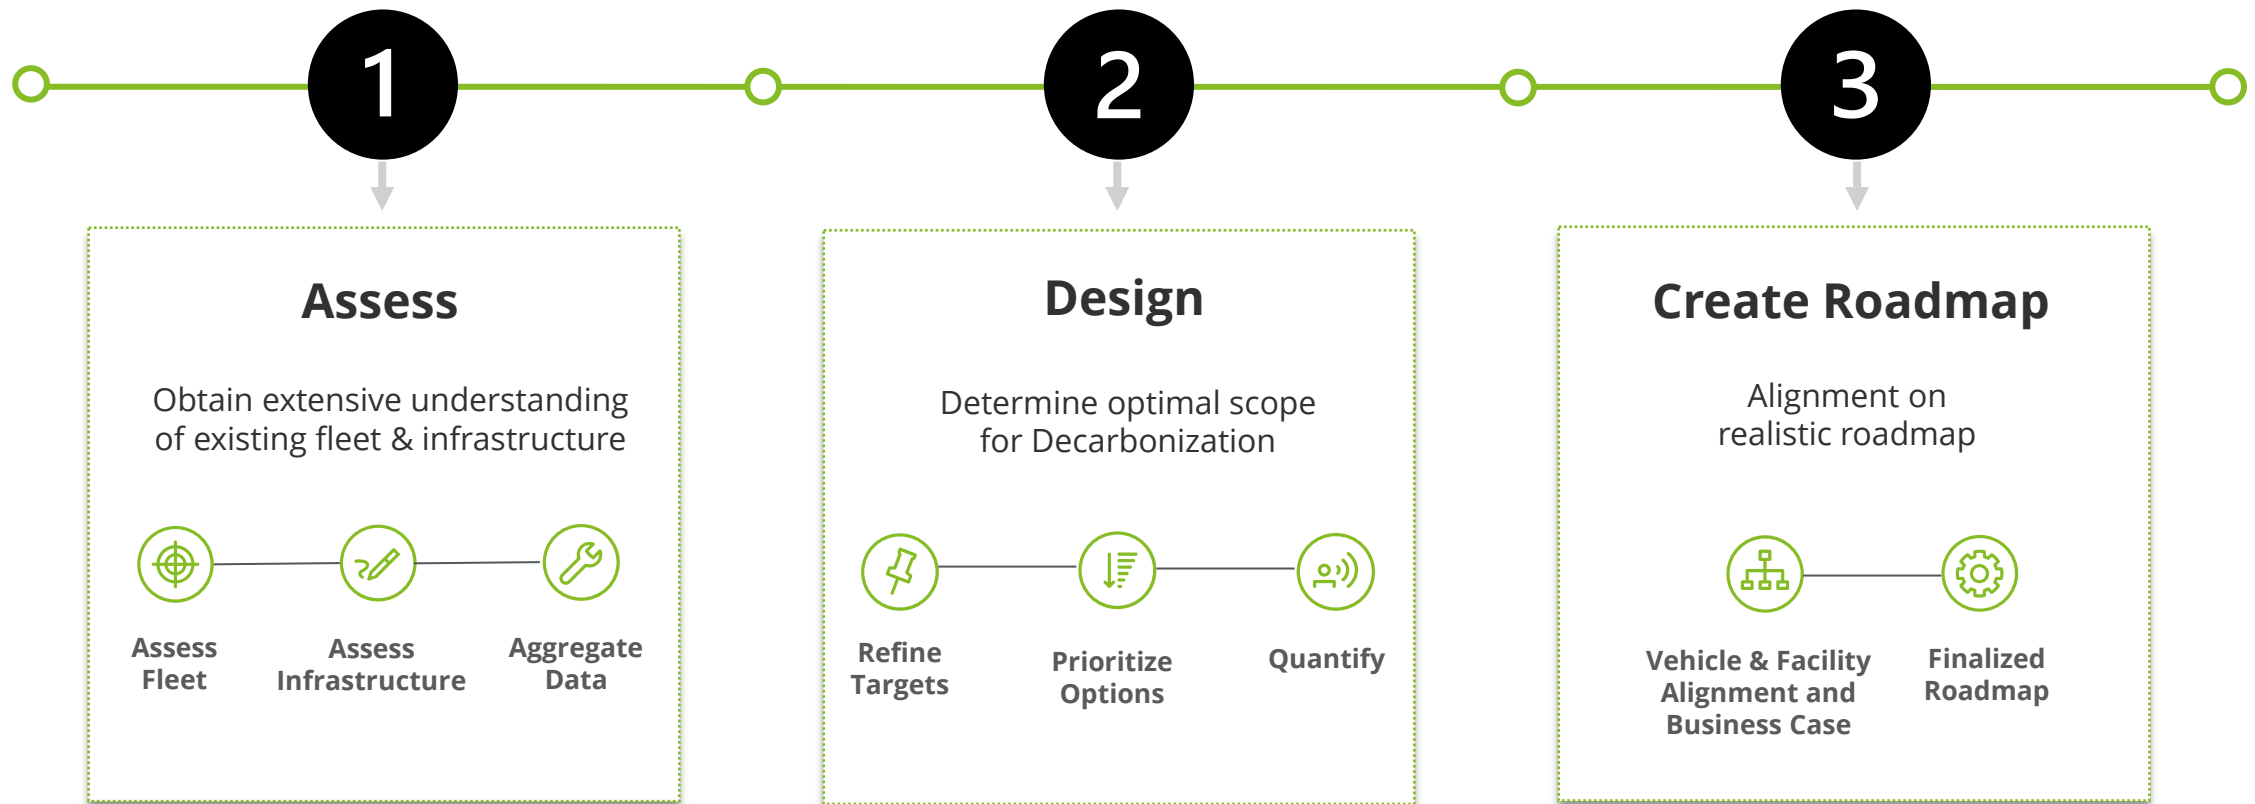 1
2
3
Assess
Obtain extensive understanding
of existing fleet & infrastructure
Assess
Fleet
Assess
Infrastructure
Aggregate
Data
Design
Determine optimal scope
for Decarbonization
Refine
Targets
Prioritize
Options
Quantify
Create Roadmap
Alignment on
realistic roadmap
Vehicle & Facility
Alignment and
Business Case
Finalized
Roadmap